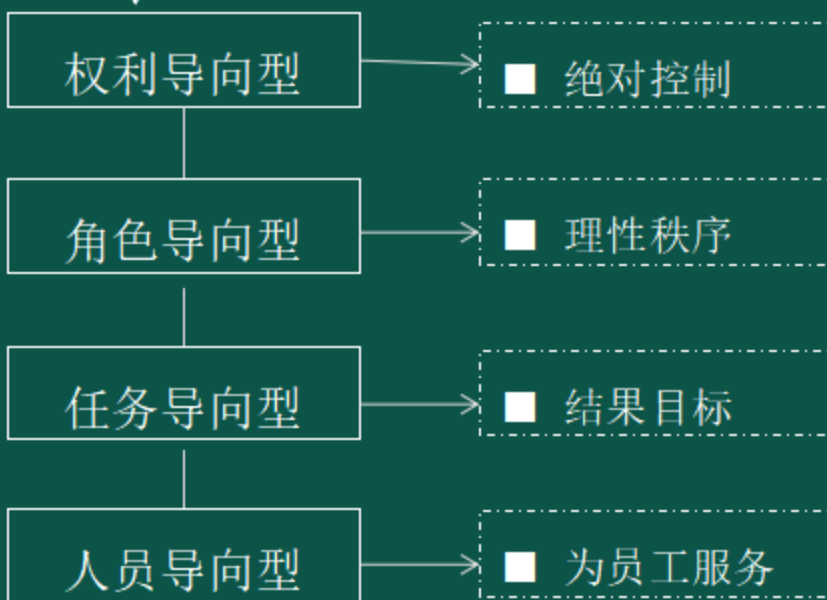 权利导向型
■ 绝对控制
角色导向型
■ 理性秩序
任务导向型
■ 结果目标
人员导向型
■ 为员工服务